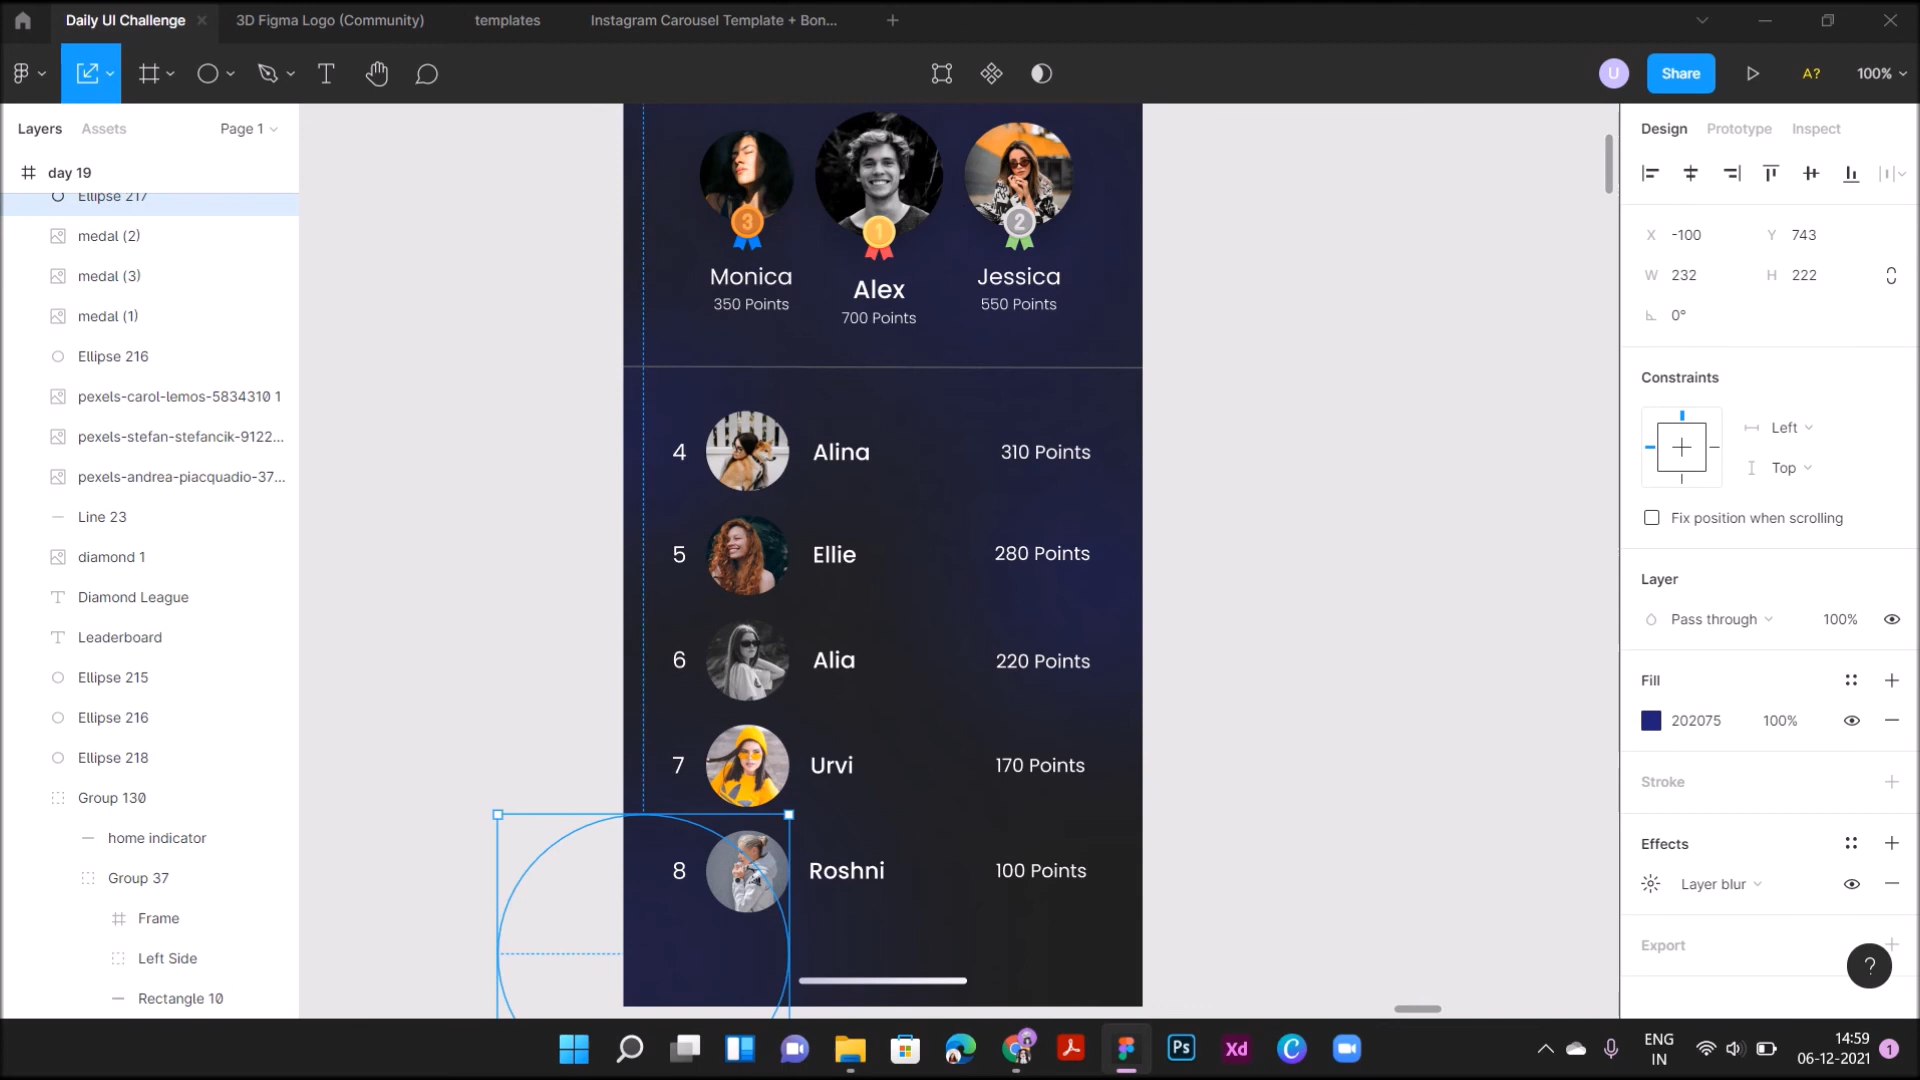 Daily UI Challenge
3D Figma Logo (Community)
templates
Instagram Carousel Template + Bon...
U
Share
A?
100%
Layers
Assets
Page 1
day 19
Ellipse 217
medal (2)
medal (3)
medal (1)
Ellipse 216
pexels-carol-lemos-5834310 1
pexels-stefan-stefancik-9122...
pexels-andrea-piacquadio-37...
Line 23
diamond 1
Diamond League
Leaderboard
Ellipse 215
Ellipse 216
Ellipse 218
Group 130
home indicator
Group 37
Frame
Left Side
Rectangle 10
3
1
2
Monica
350 Points
Alex
700 Points
Jessica
550 Points
4 Alina 310 Points
5 Ellie 280 Points
6 Alia 220 Points
7 Urvi 170 Points
8 Roshni 100 Points
Design
Prototype
Inspect
X -100 Y 743
W 232 H 222
0°
Constraints
Left
Top
Fix position when scrolling
Layer
Pass through 100%
Fill
202075 100%
Stroke
Effects
Layer blur
Export
?
Ps
Xd
C
ENG
IN
14:59
06-12-2021
1